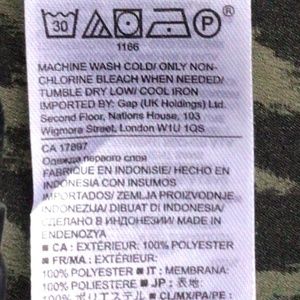 30 P ®
1166
MACHINE WASH COLD/ ONLY NON-
CHLORINE BLEACH WHEN NEEDED/
TUMBLE DRY LOW/ COOL IRON
IMPORTED BY: Gap (UK Holdings) Ltd.
Second Floor, Nations House, 103
Wigmore Street, London W1U 1QS
CA 17897
Одежда первого слоя
FABRIQUÉ EN INDONÉSIE/ HECHO EN
INDONESIA CON INSUMOS
IMPORTADOS/ ZEMLJA PROIZVODNJE
INDONEZIJA/ DIBUAT DI INDONESIA/
СДЕЛАНО В ИНДОНЕЗИИ/
ENDENOZYA
■ CA : EXTÉRIEUR: 100% POLYESTER
■ FR/MA : EXTÉRIEUR:
100% POLYESTER ■ IT : MEMBRANA:
100% POLIESTERE ■ JP : 表地:
100% ポリエステル ■ CL/MX/PA/PE :